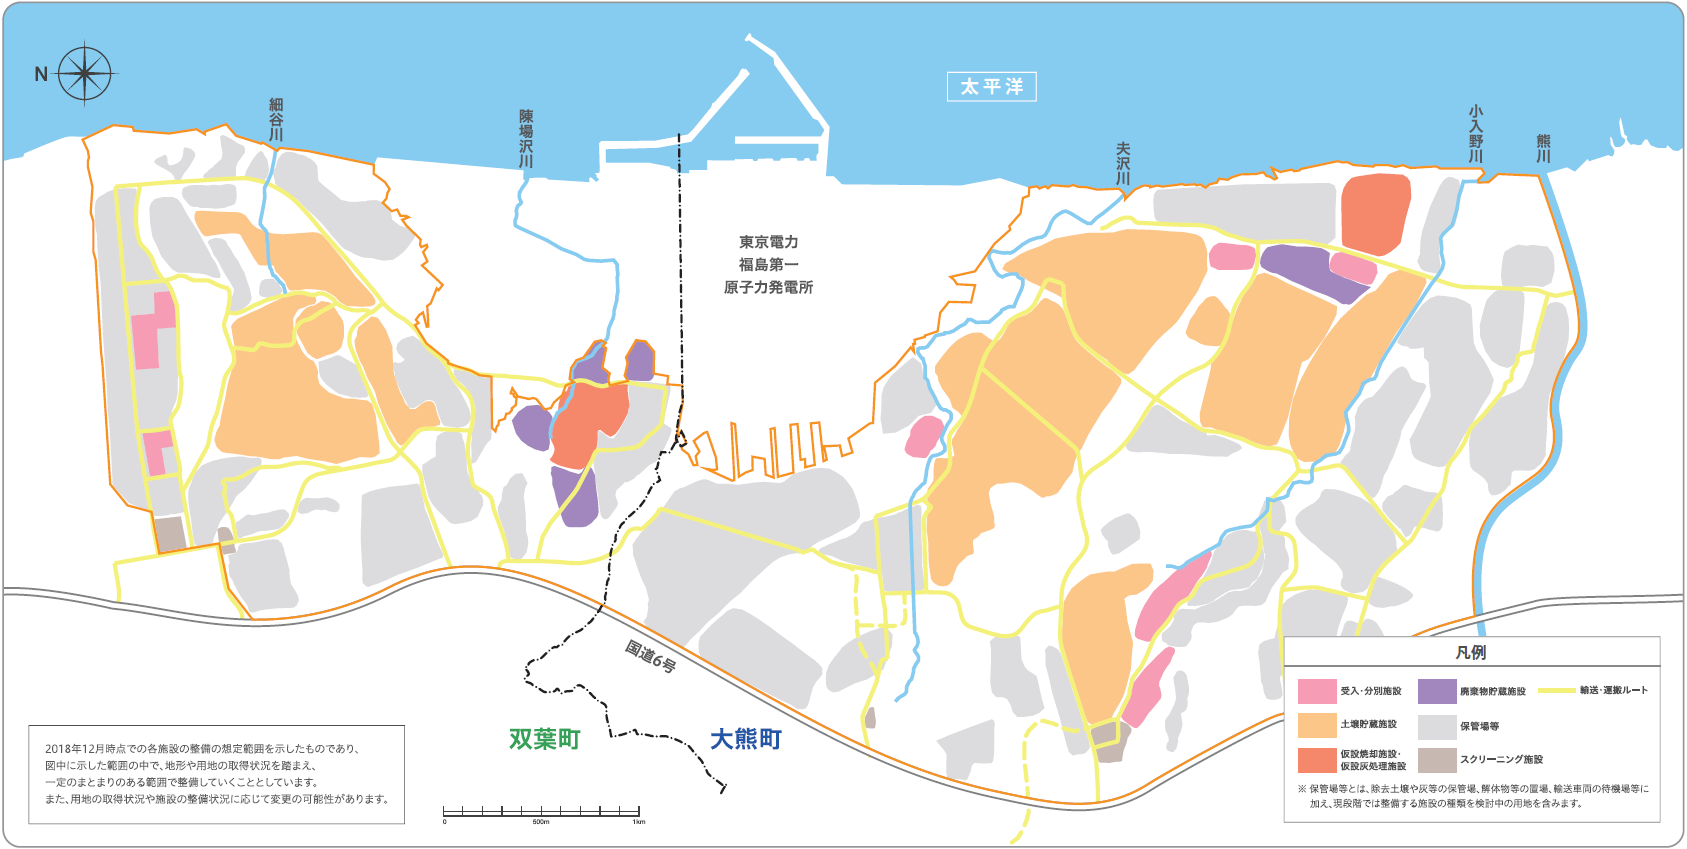 N
太平洋
細谷川
陳場沢川
夫沢川
小入野川
熊川
東京電力
福島第一
原子力発電所
国道6号
双葉町
大熊町
2018年12月時点での各施設の整備の想定範囲を示したものであり、
図中に示した範囲の中で、地形や用地の取得状況を踏まえ、
一定のまとまりのある範囲で整備していくこととしています。
また、用地の取得状況や施設の整備状況に応じて変更の可能性があります。
0 500m 1km
凡例
受入・分別施設
廃棄物貯蔵施設
輸送・運搬ルート
土壌貯蔵施設
保管場等
仮設焼却施設・
仮設灰処理施設
スクリーニング施設
※ 保管場等とは、除去土壌や灰等の保管場、解体物等の置場、輸送車両の待機場等に
加え、現段階では整備する施設の種類を検討中の用地を含みます。